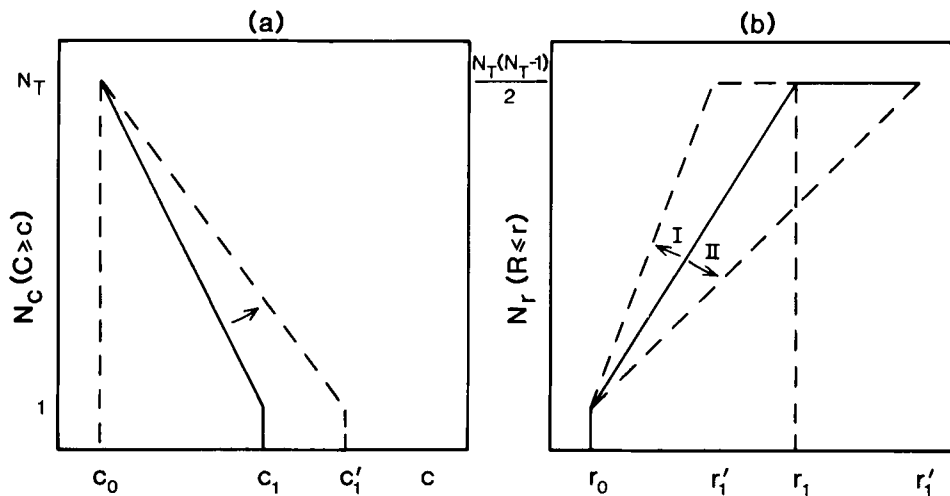 (a)
N_T
N_C (C≥c)
1
c_0
c_1
c_1'
c
(b)
N_T(N_T-1)
2
N_r (R≤r)
I
II
r_0
r_1'
r_1
r_1'